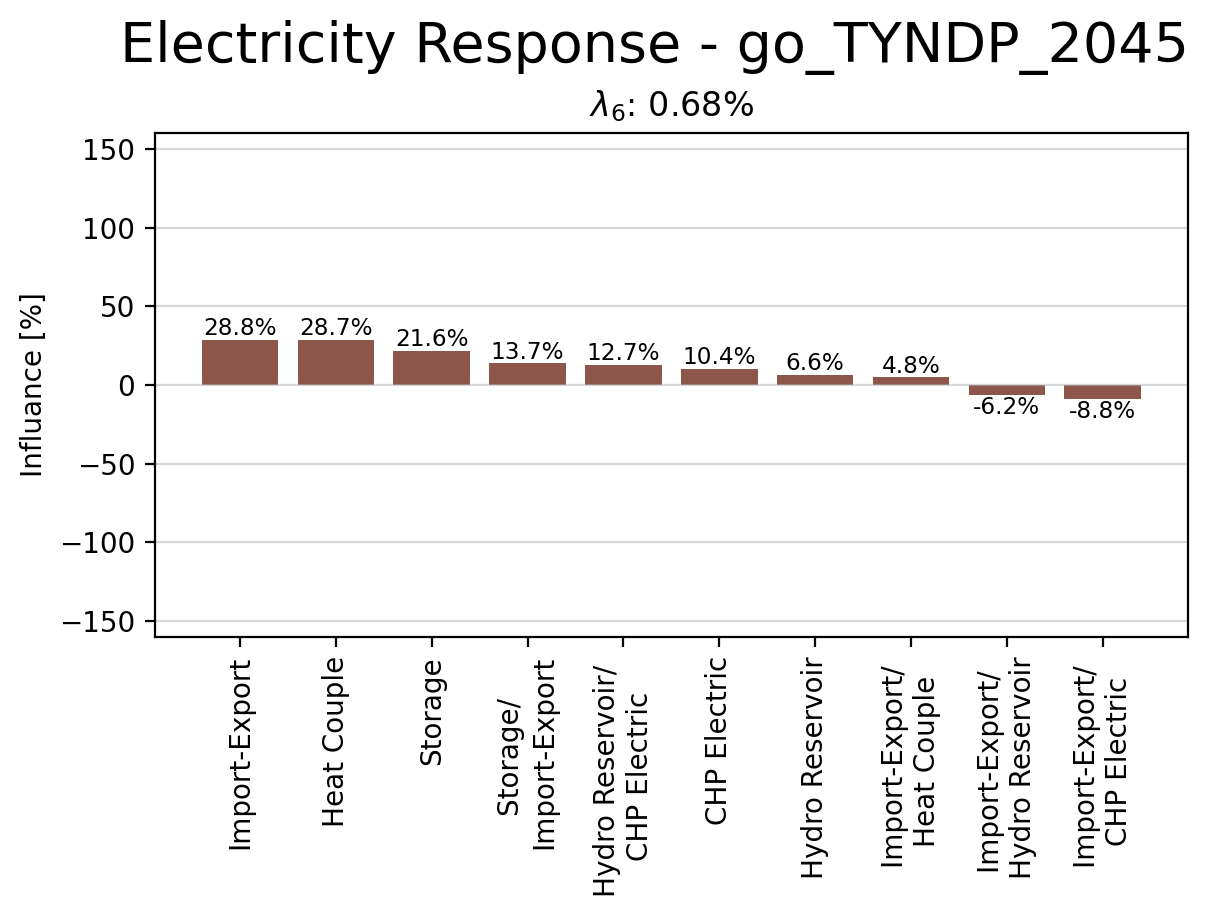 Electricity Response - go_TYNDP_2045
λ6: 0.68%
Influance [%]
150
100
50
0
−50
−100
−150
28.8%
28.7%
21.6%
13.7%
12.7%
10.4%
6.6%
4.8%
-6.2%
-8.8%
Import-Export
Heat Couple
Storage
Storage/
Import-Export
Hydro Reservoir/
CHP Electric
CHP Electric
Hydro Reservoir
Import-Export/
Heat Couple
Import-Export/
Hydro Reservoir
Import-Export/
CHP Electric